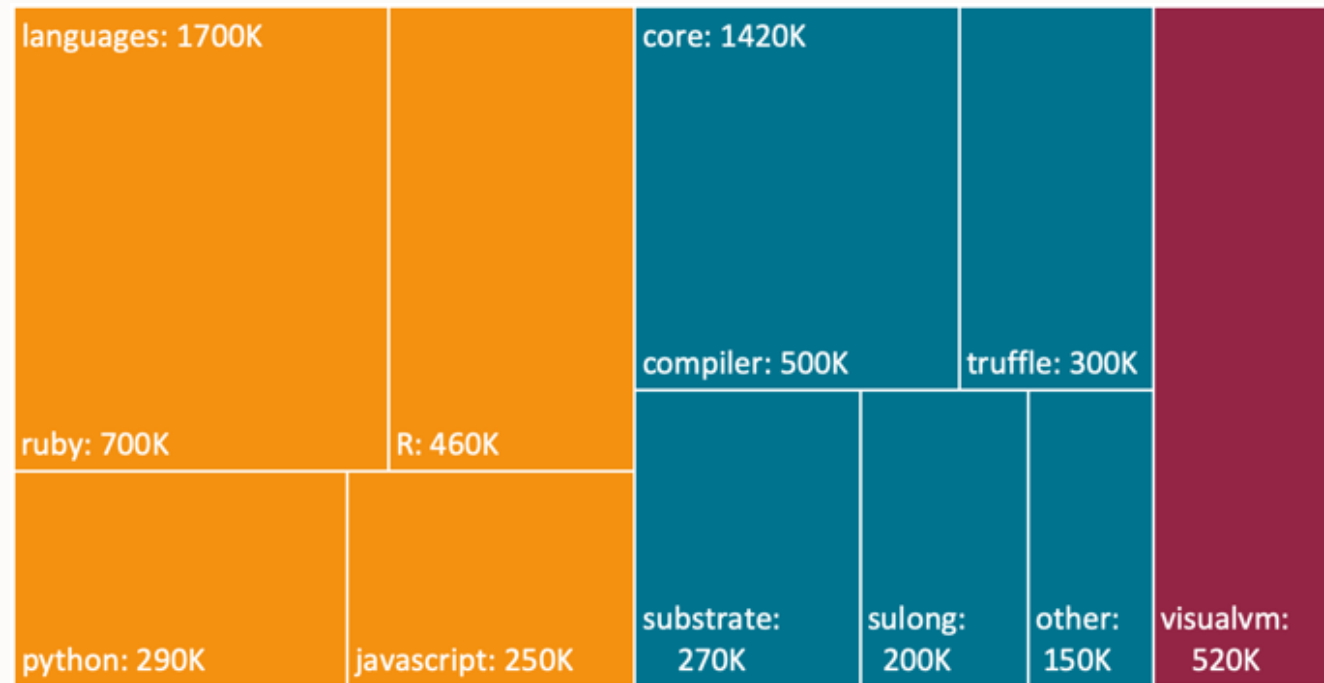 languages: 1700K
ruby: 700K
R: 460K
python: 290K
javascript: 250K
core: 1420K
compiler: 500K
truffle: 300K
substrate:
270K
sulong:
200K
other:
150K
visualvm:
520K